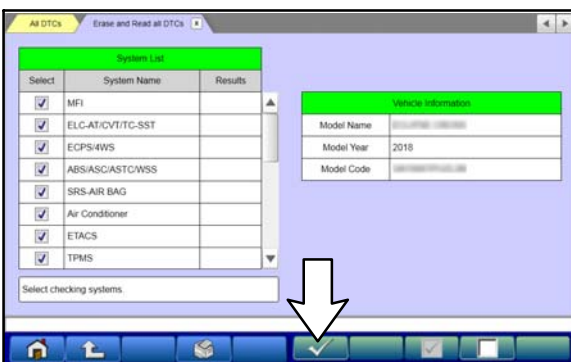 All DTCs
Erase and Read all DTCs x
System List
Select System Name Results
MFI
ELC-AT/CVT/TC-SST
ECPS/4WS
ABS/ASC/ASTC/WSS
SRS-AIR BAG
Air Conditioner
ETACS
TPMS
Select checking systems
Vehicle Information
Model Name
Model Year 2018
Model Code